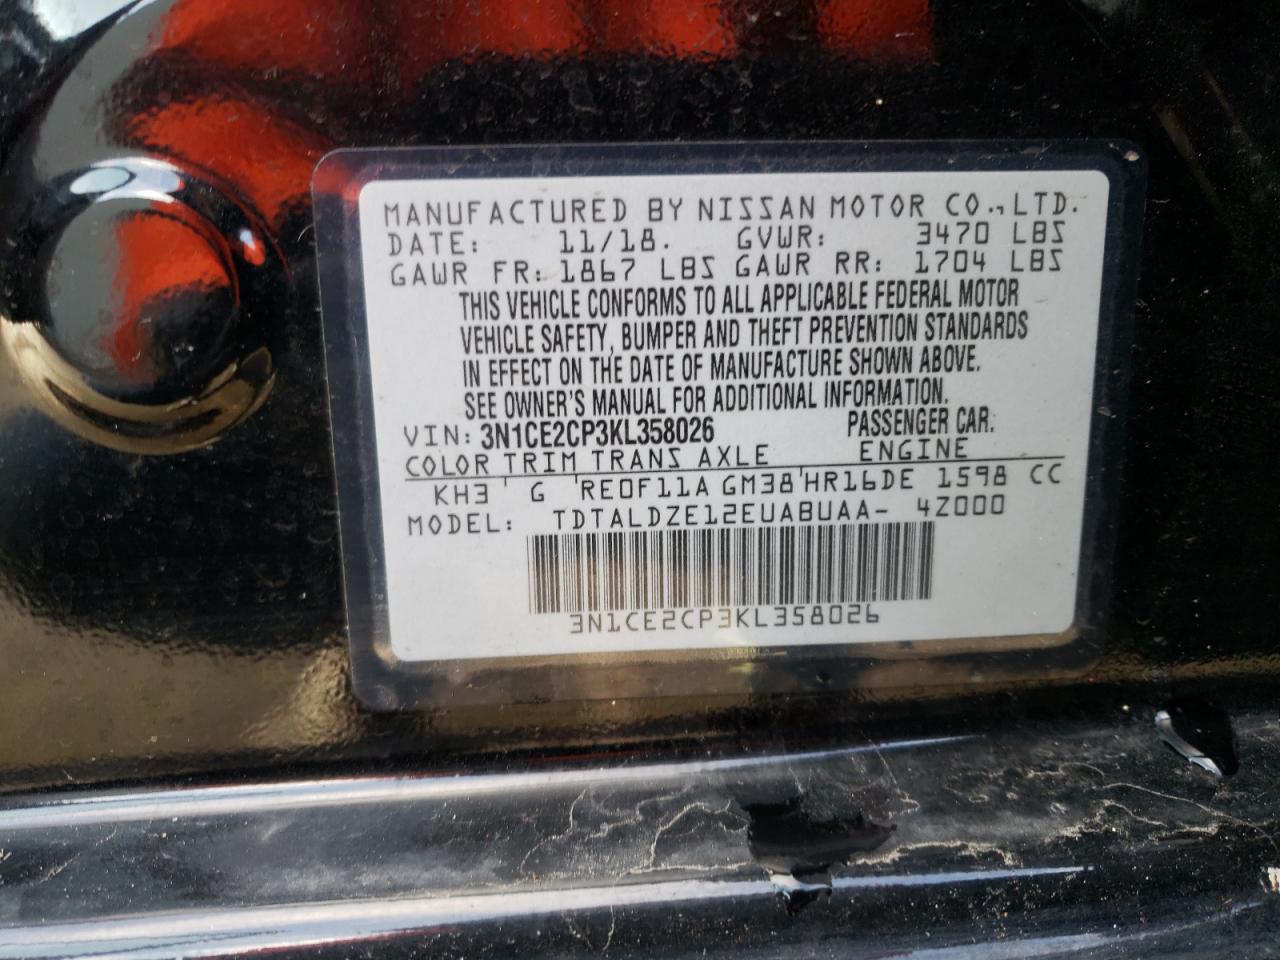 MANUFACTURED BY NISSAN MOTOR CO., LTD.
DATE: 11/18. GVWR: 3470 LBS
GAWR FR: 1867 LBS GAWR RR: 1704 LBS
THIS VEHICLE CONFORMS TO ALL APPLICABLE FEDERAL MOTOR
VEHICLE SAFETY, BUMPER AND THEFT PREVENTION STANDARDS
IN EFFECT ON THE DATE OF MANUFACTURE SHOWN ABOVE.
SEE OWNER'S MANUAL FOR ADDITIONAL INFORMATION.
VIN: 3N1CE2CP3KL358026 PASSENGER CAR.
COLOR TRIM TRANS AXLE ENGINE
KH3 ' G 'RE0F11A GM38'HR16DE 1598 CC
MODEL: TDTALDZE12EUABUAA- 4Z000
3N1CE2CP3KL358026